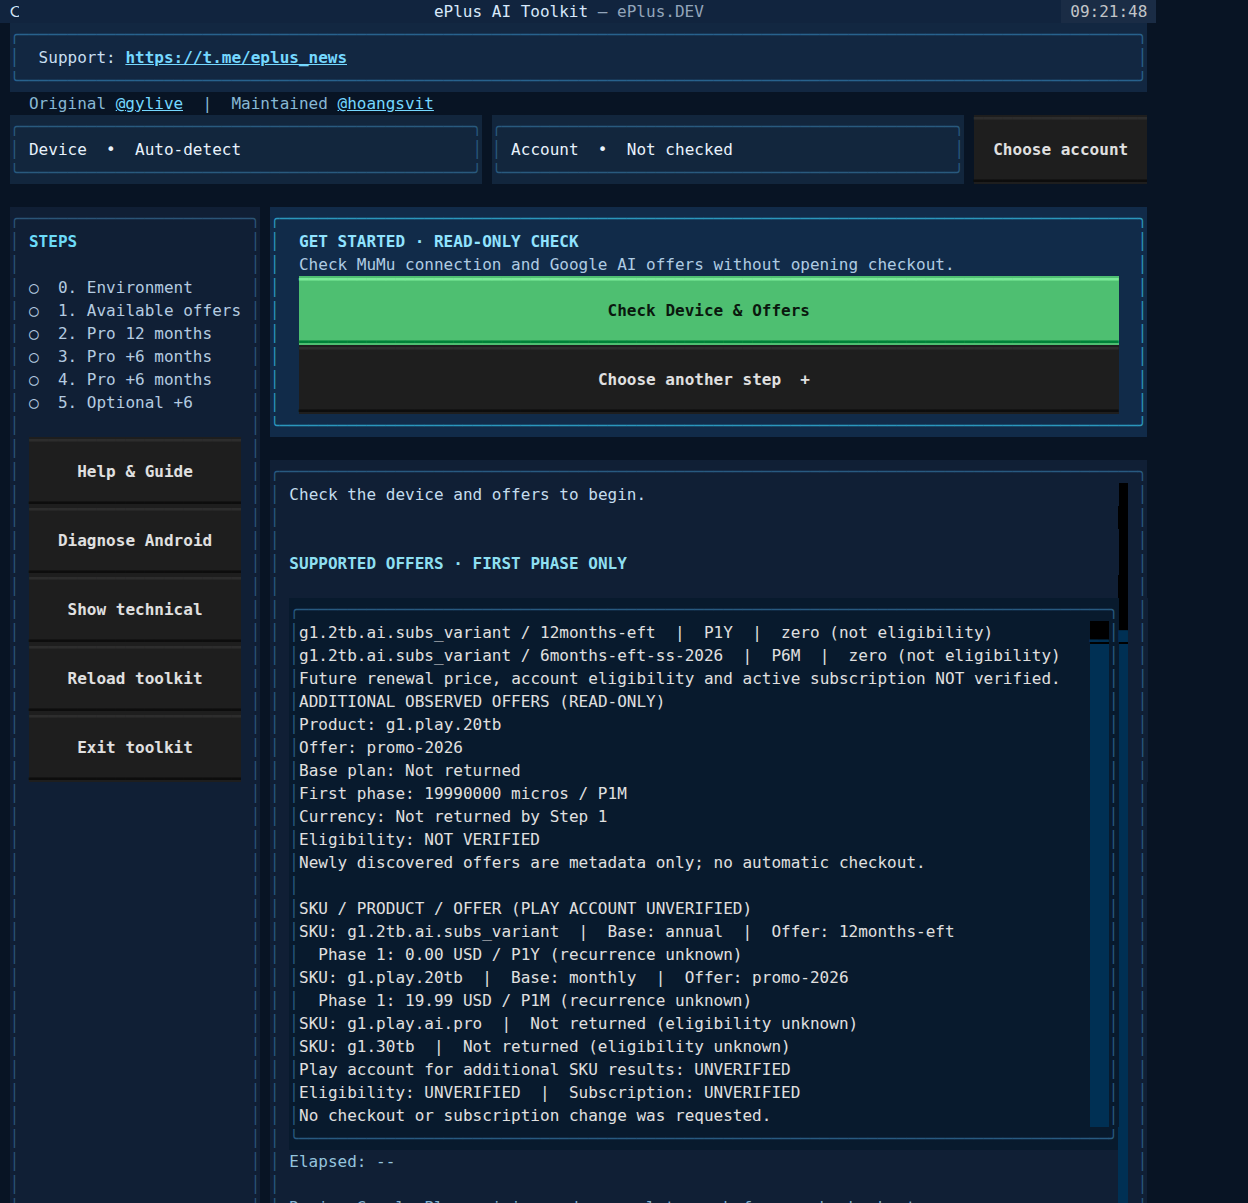 C
ePlus AI Toolkit — ePlus.DEV
09:21:48
Support: https://t.me/eplus_news
Original @gylive | Maintained @hoangsvit
Device • Auto-detect
Account • Not checked
Choose account
STEPS
○ 0. Environment
○ 1. Available offers
○ 2. Pro 12 months
○ 3. Pro +6 months
○ 4. Pro +6 months
○ 5. Optional +6
Help & Guide
Diagnose Android
Show technical
Reload toolkit
Exit toolkit
GET STARTED · READ-ONLY CHECK
Check MuMu connection and Google AI offers without opening checkout.
Check Device & Offers
Choose another step +
Check the device and offers to begin.
SUPPORTED OFFERS · FIRST PHASE ONLY
g1.2tb.ai.subs_variant / 12months-eft | P1Y | zero (not eligibility)
g1.2tb.ai.subs_variant / 6months-eft-ss-2026 | P6M | zero (not eligibility)
Future renewal price, account eligibility and active subscription NOT verified.
ADDITIONAL OBSERVED OFFERS (READ-ONLY)
Product: g1.play.20tb
Offer: promo-2026
Base plan: Not returned
First phase: 19990000 micros / P1M
Currency: Not returned by Step 1
Eligibility: NOT VERIFIED
Newly discovered offers are metadata only; no automatic checkout.
SKU / PRODUCT / OFFER (PLAY ACCOUNT UNVERIFIED)
SKU: g1.2tb.ai.subs_variant | Base: annual | Offer: 12months-eft
Phase 1: 0.00 USD / P1Y (recurrence unknown)
SKU: g1.play.20tb | Base: monthly | Offer: promo-2026
Phase 1: 19.99 USD / P1M (recurrence unknown)
SKU: g1.play.ai.pro | Not returned (eligibility unknown)
SKU: g1.30tb | Not returned (eligibility unknown)
Play account for additional SKU results: UNVERIFIED
Eligibility: UNVERIFIED | Subscription: UNVERIFIED
No checkout or subscription change was requested.
Elapsed: --